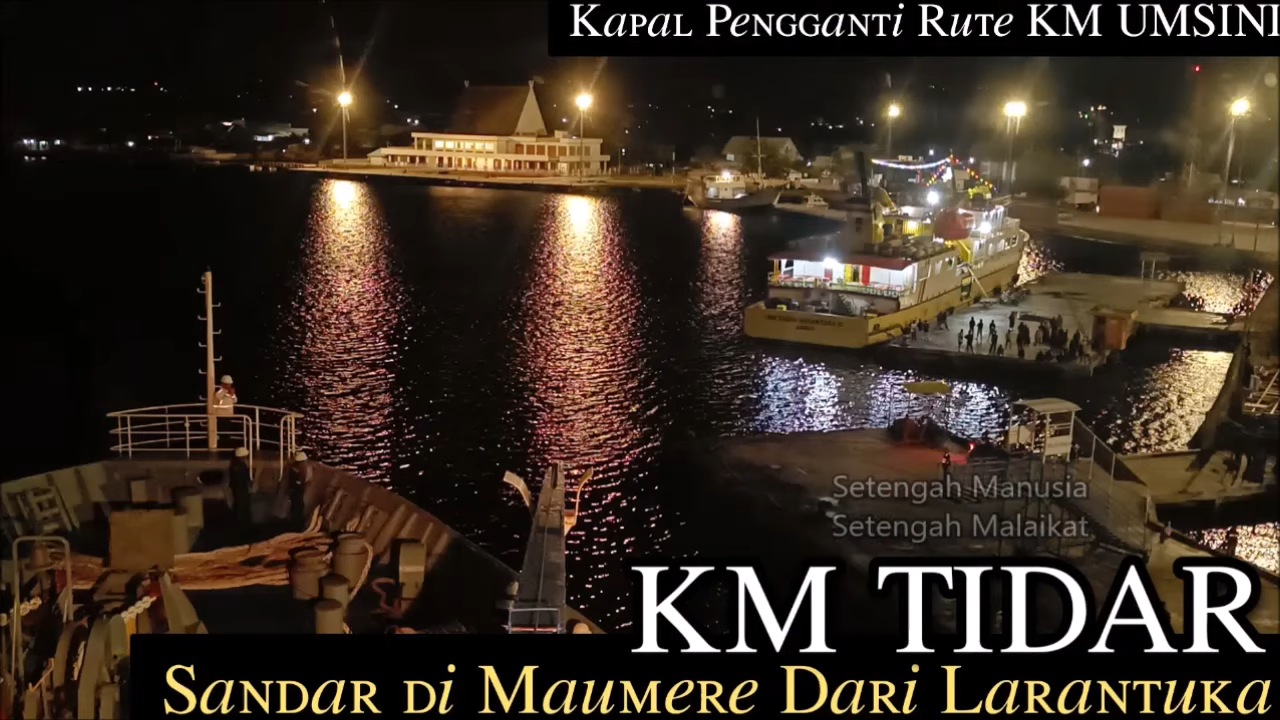 Kapal Pengganti Rute KM UMSINI
Setengah Manusia
Setengah Malaikat
KM TIDAR
Sandar di Maumere Dari Larantuka